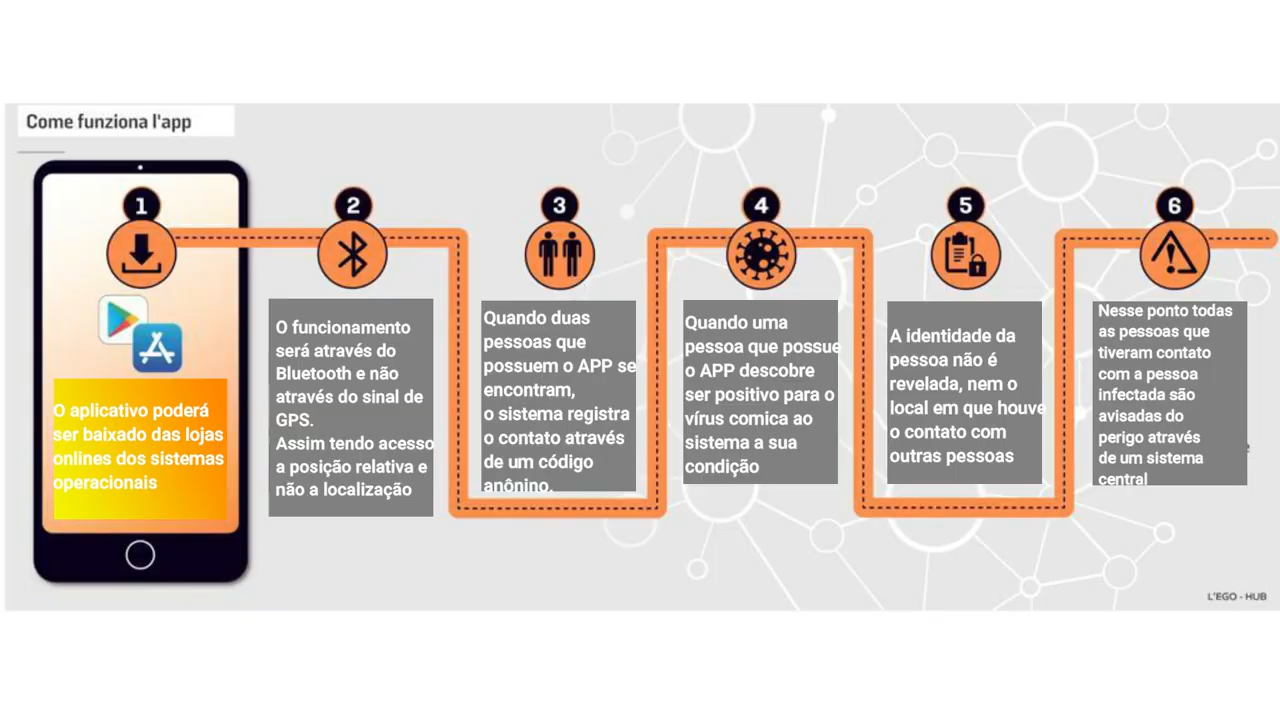 Come funziona l'app
1
O aplicativo poderá
ser baixado das lojas
onlines dos sistemas
operacionais
2
O funcionamento
será através do
Bluetooth e não
através do sinal de
GPS.
Assim tendo acesso
a posição relativa e
não a localização
3
Quando duas
pessoas que
possuem o APP se
encontram,
o sistema registra
o contato através
de um código
anônino.
4
Quando uma
pessoa que possue
o APP descobre
ser positivo para o
vírus comica ao
sistema a sua
condição
5
A identidade da
pessoa não é
revelada, nem o
local em que houve
o contato com
outras pessoas
6
Nesse ponto todas
as pessoas que
tiveram contato
com a pessoa
infectada são
avisadas do
perigo através
de um sistema
central
L'EGO - HUB